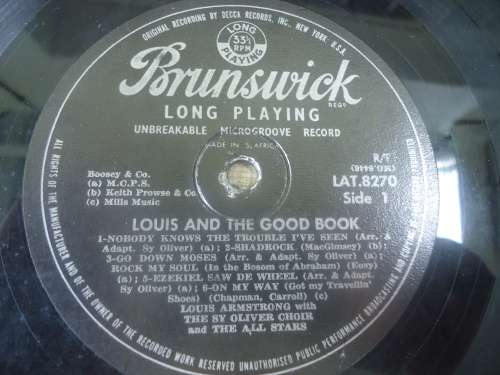 ORIGINAL RECORDING BY DECCA RECORDS, INC., NEW YORK, U.S.A.
LONG
33⅓
RPM
PLAYING
Brunswick
REGD
LONG PLAYING
UNBREAKABLE MICROGROOVE RECORD
MADE IN S. AFRICA
Boosey & Co.
(a) M.C.P.S.
(b) Keith Prowse & Co.
(c) Mills Music
R/F
(MG.8440)
LAT.8270
Side 1
LOUIS AND THE GOOD BOOK
1-NOBODY KNOWS THE TROUBLE I'VE SEEN (Arr. &
Adapt. Sy Oliver) (a); 2-SHADRACK (MacGimsey) (b);
3-GO DOWN MOSES (Arr. & Adapt. Sy Oliver) (a);
ROCK MY SOUL (In the Bosom of Abraham) (Eusy)
(a); 5-EZEKIEL SAW DE WHEEL (Arr. & Adapt.
Sy Oliver) (a); 6-ON MY WAY (Got my Travellin'
Shoes) (Chapman, Carroll) (c)
LOUIS ARMSTRONG with
THE SY OLIVER CHOIR
and THE ALL STARS
ALL RIGHTS OF THE MANUFACTURER AND OF THE OWNER OF THE RECORDED WORK RESERVED UNAUTHORISED PUBLIC PERFORMANCE BROADCASTING AND